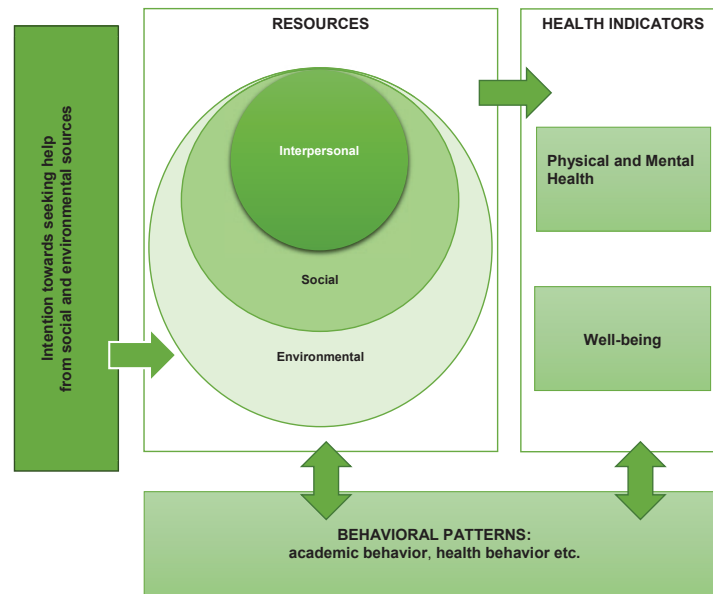 Intention towards seeking help
from social and environmental sources
RESOURCES
Interpersonal
Social
Environmental
HEALTH INDICATORS
Physical and Mental
Health
Well-being
BEHAVIORAL PATTERNS:
academic behavior, health behavior etc.